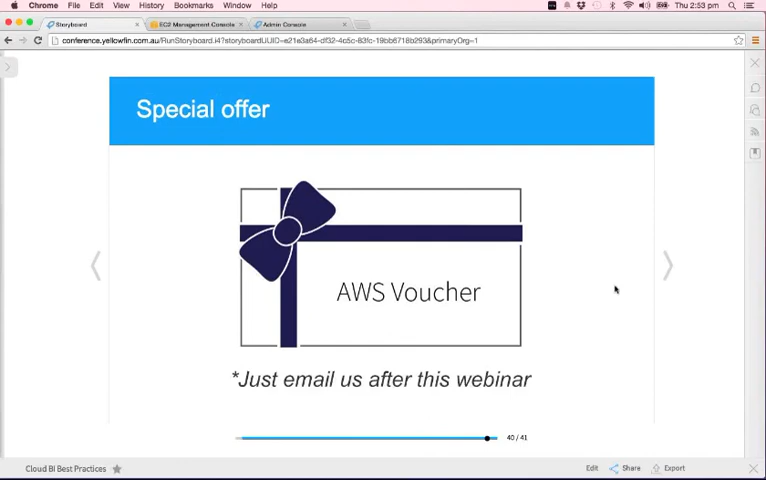 Chrome File Edit View History Bookmarks Window Help Thu 2:53 pm
Storyboard EC2 Management Console Admin Console
conference.yellowfin.com.au/RunStoryboard.i4?storyboardUUID=e21e3a64-df32-4c5c-83fc-19bb6718b293&primaryOrg=1
Special offer
AWS Voucher
*Just email us after this webinar
40 / 41
Cloud Bi Best Practices Edit Share Export